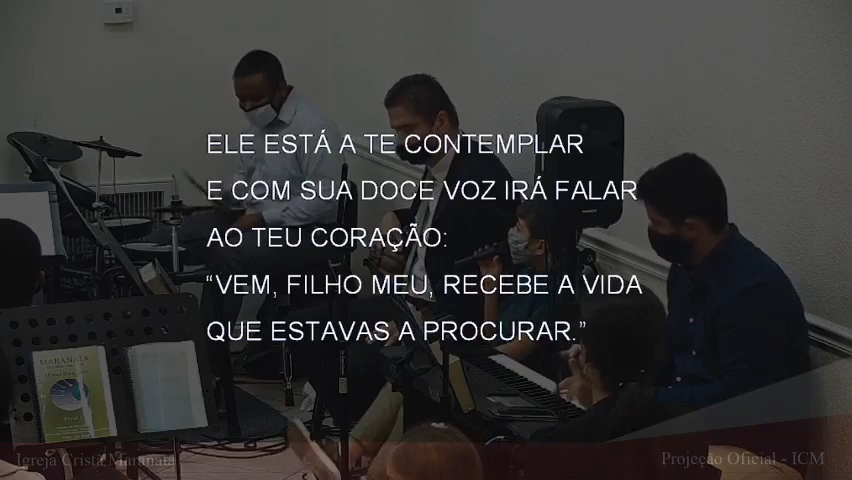 ELE ESTÁ A TE CONTEMPLAR
E COM SUA DOCE VOZ IRÁ FALAR
AO TEU CORAÇÃO:
“VEM, FILHO MEU, RECEBE A VIDA
QUE ESTAVAS A PROCURAR.”
MARANATA
Igreja Cristã Maranata
Projeção Oficial - ICM